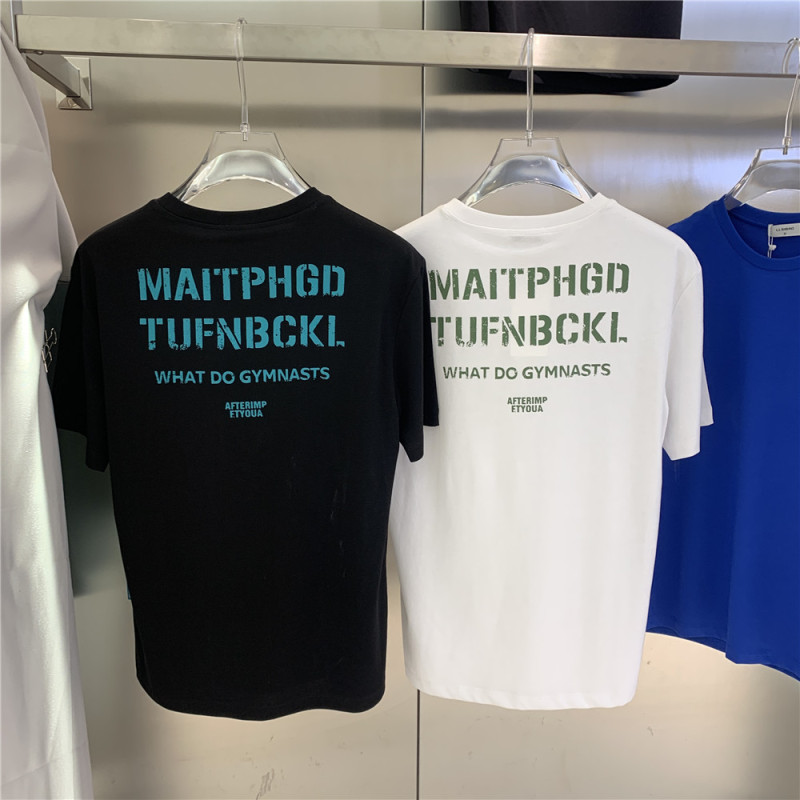 MAITPHGD
TUFNBCKL
WHAT DO GYMNASTS
AFTERIMP
ETYOUA
MAITPHGD
TUFNBCKL
WHAT DO GYMNASTS
AFTERIMP
ETYOUA